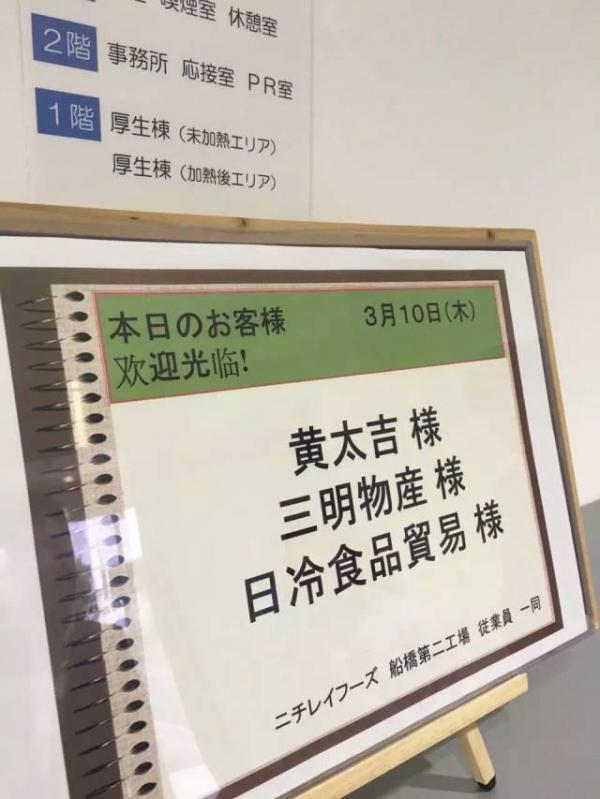 喫煙室 休憩室
2階 事務所 応接室 PR室
1階 厚生棟（未加熱エリア）
厚生棟（加熱後エリア）
本日のお客様 3月10日(木)
欢迎光临!
黄太吉 様
三明物産 様
日冷食品貿易 様
ニチレイフーズ 船橋第二工場 従業員 一同